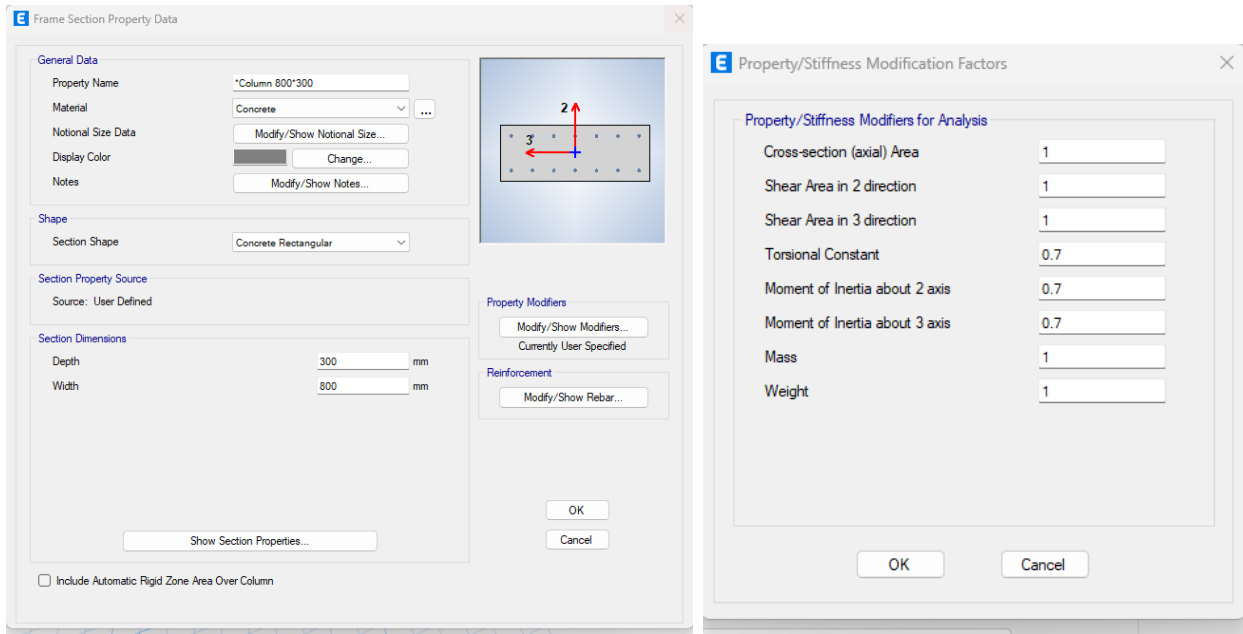 E Frame Section Property Data
General Data
Property Name *Column 800*300
Material Concrete ...
Notional Size Data Modify/Show Notional Size...
Display Color Change...
Notes Modify/Show Notes...
Shape
Section Shape Concrete Rectangular
Section Property Source
Source: User Defined
Section Dimensions
Depth 300 mm
Width 800 mm
Show Section Properties...
Include Automatic Rigid Zone Area Over Column
2
3
Property Modifiers
Modify/Show Modifiers...
Currently User Specified
Reinforcement
Modify/Show Rebar...
OK
Cancel
E Property/Stiffness Modification Factors
Property/Stiffness Modifiers for Analysis
Cross-section (axial) Area 1
Shear Area in 2 direction 1
Shear Area in 3 direction 1
Torsional Constant 0.7
Moment of Inertia about 2 axis 0.7
Moment of Inertia about 3 axis 0.7
Mass 1
Weight 1
OK Cancel